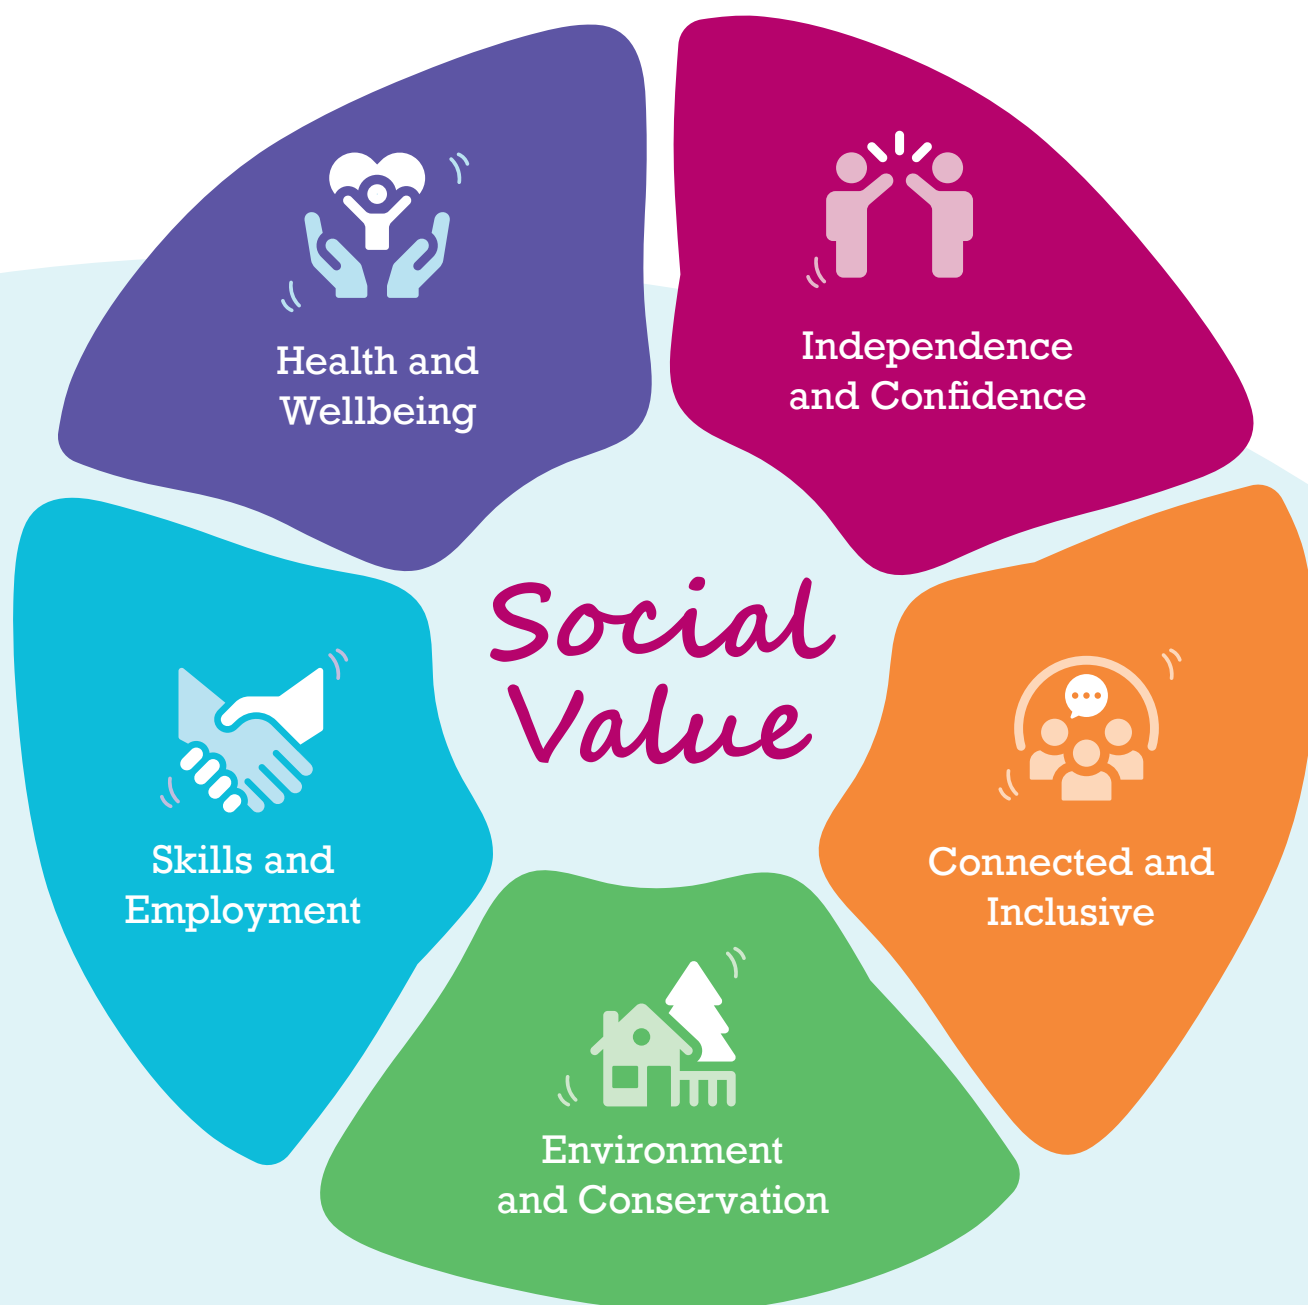 Health and
Wellbeing
Independence
and Confidence
Social
Value
Skills and
Employment
Connected and
Inclusive
Environment
and Conservation